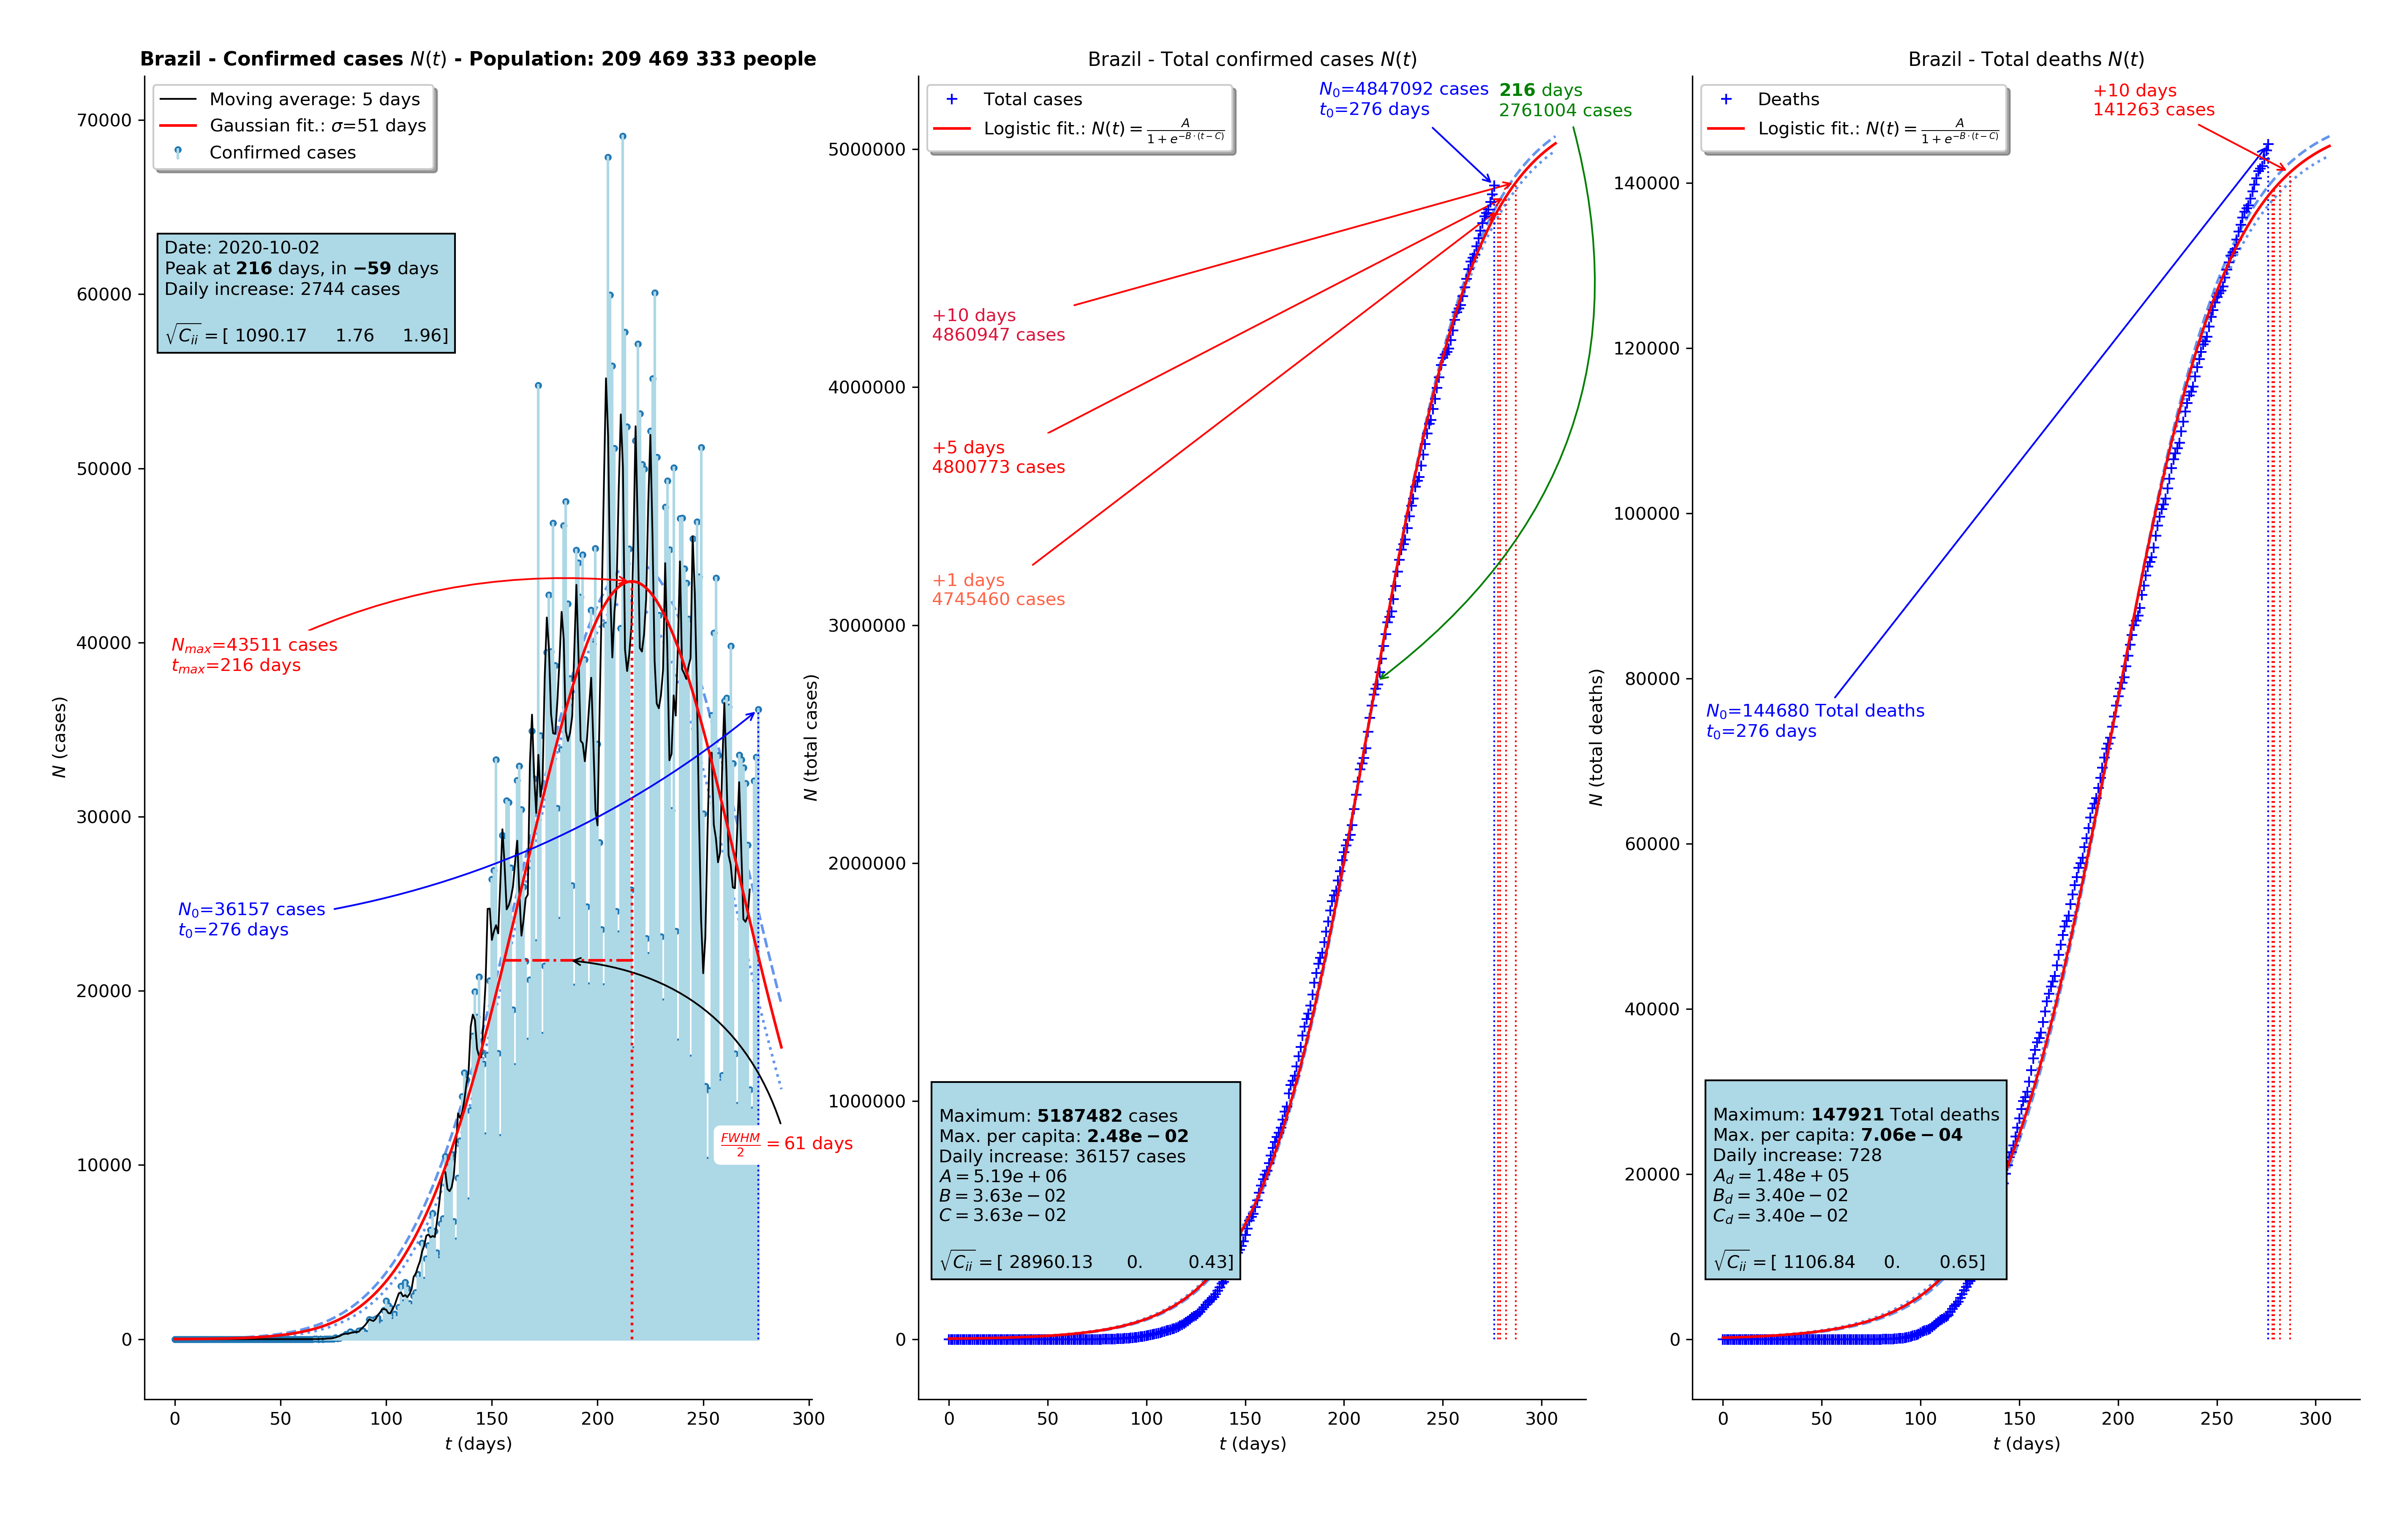 Brazil - Confirmed cases N(t) - Population: 209 469 333 people
Moving average: 5 days
Gaussian fit.: σ=51 days
Confirmed cases
Date: 2020-10-02
Peak at 216 days, in −59 days
Daily increase: 2744 cases
√Cii = [ 1090.17 1.76 1.96]
Nmax=43511 cases
tmax=216 days
N0=36157 cases
t0=276 days
FWHM/2 = 61 days
N (cases)
70000
60000
50000
40000
30000
20000
10000
0
0 50 100 150 200 250 300
t (days)
Brazil - Total confirmed cases N(t)
Total cases
Logistic fit.: N(t) = A/(1 + e^(−B·(t−C)))
N0=4847092 cases
t0=276 days
216 days
2761004 cases
+10 days
4860947 cases
+5 days
4800773 cases
+1 days
4745460 cases
Maximum: 5187482 cases
Max. per capita: 2.48e − 02
Daily increase: 36157 cases
A = 5.19e + 06
B = 3.63e − 02
C = 3.63e − 02
√Cii = [ 28960.13 0. 0.43]
N (total cases)
5000000
4000000
3000000
2000000
1000000
0
0 50 100 150 200 250 300
t (days)
Brazil - Total deaths N(t)
Deaths
Logistic fit.: N(t) = A/(1 + e^(−B·(t−C)))
+10 days
141263 cases
N0=144680 Total deaths
t0=276 days
Maximum: 147921 Total deaths
Max. per capita: 7.06e − 04
Daily increase: 728
Ad = 1.48e + 05
Bd = 3.40e − 02
Cd = 3.40e − 02
√Cii = [ 1106.84 0. 0.65]
N (total deaths)
140000
120000
100000
80000
60000
40000
20000
0
0 50 100 150 200 250 300
t (days)